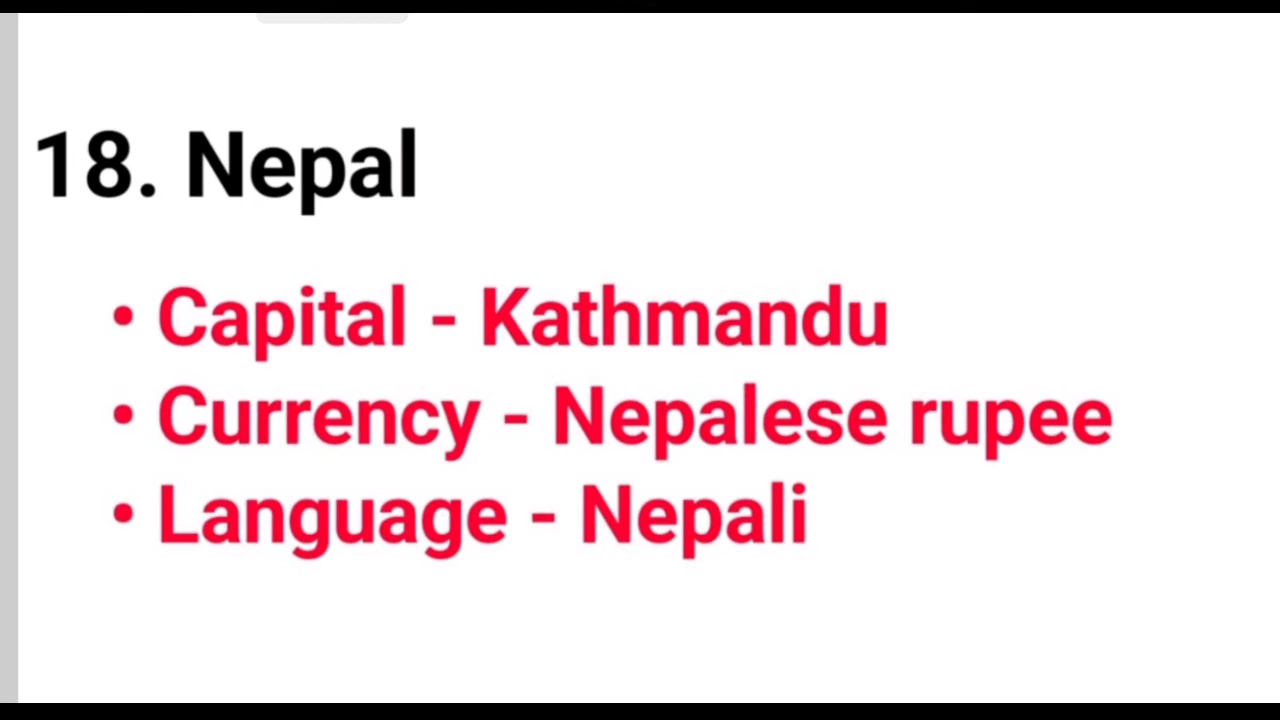 18. Nepal
• Capital - Kathmandu
• Currency - Nepalese rupee
• Language - Nepali